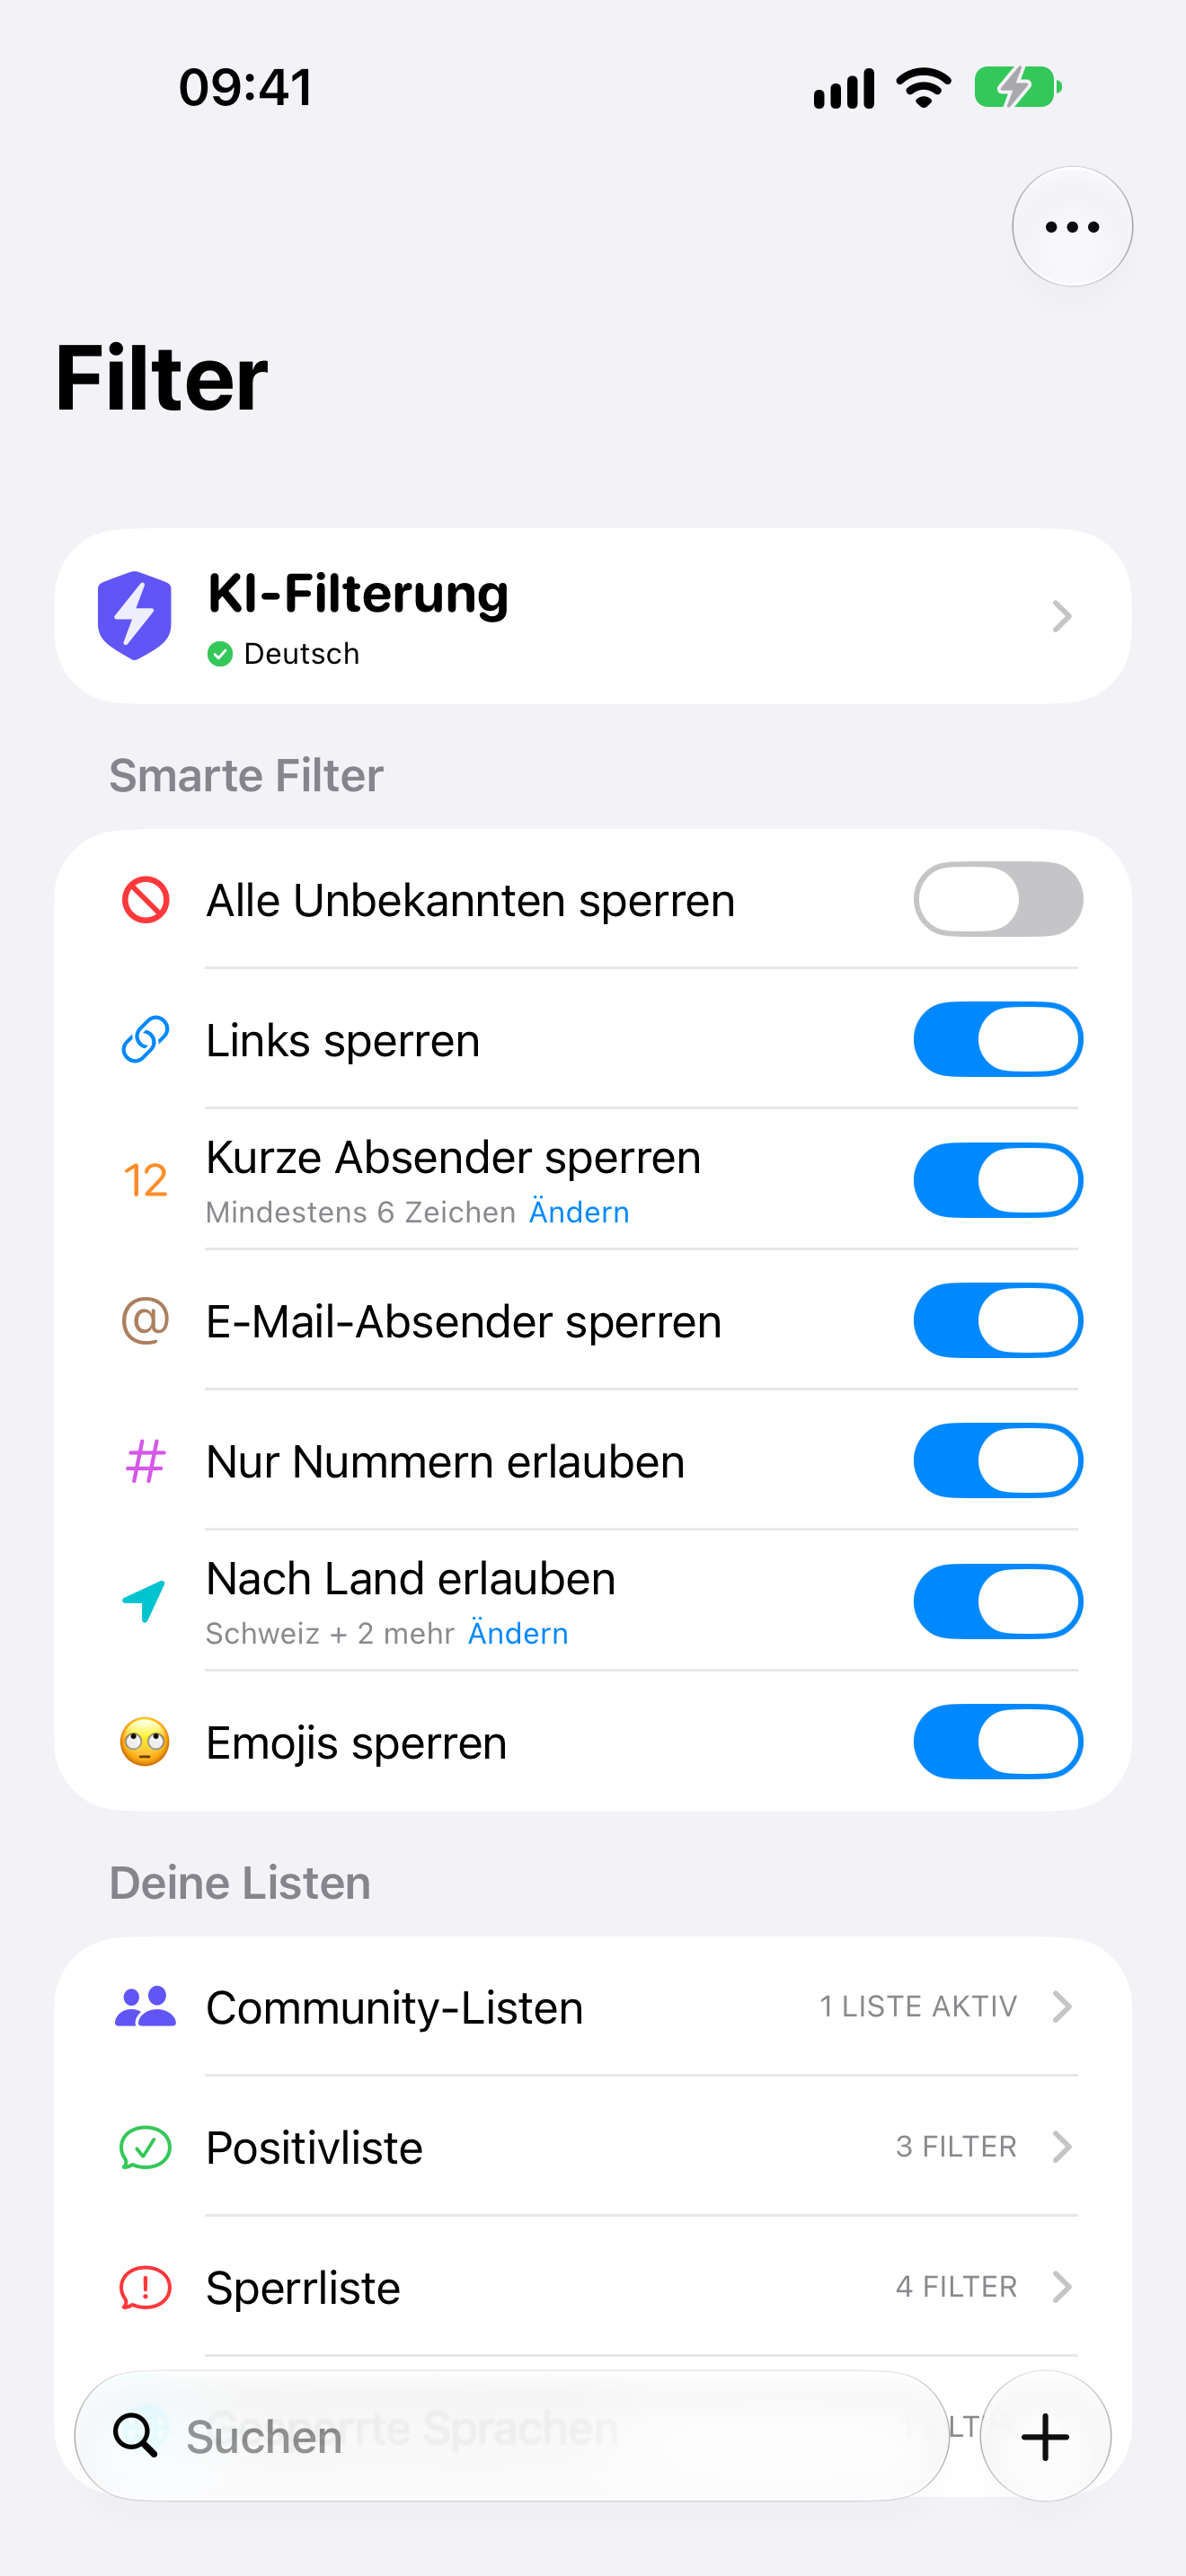 09:41
Filter
KI-Filterung
Deutsch
Smarte Filter
Alle Unbekannten sperren
Links sperren
12
Kurze Absender sperren
Mindestens 6 Zeichen Ändern
@
E-Mail-Absender sperren
#
Nur Nummern erlauben
Nach Land erlauben
Schweiz + 2 mehr Ändern
Emojis sperren
Deine Listen
Community-Listen 1 LISTE AKTIV
Positivliste 3 FILTER
Sperrliste 4 FILTER
Gesperrte Sprachen
Suchen